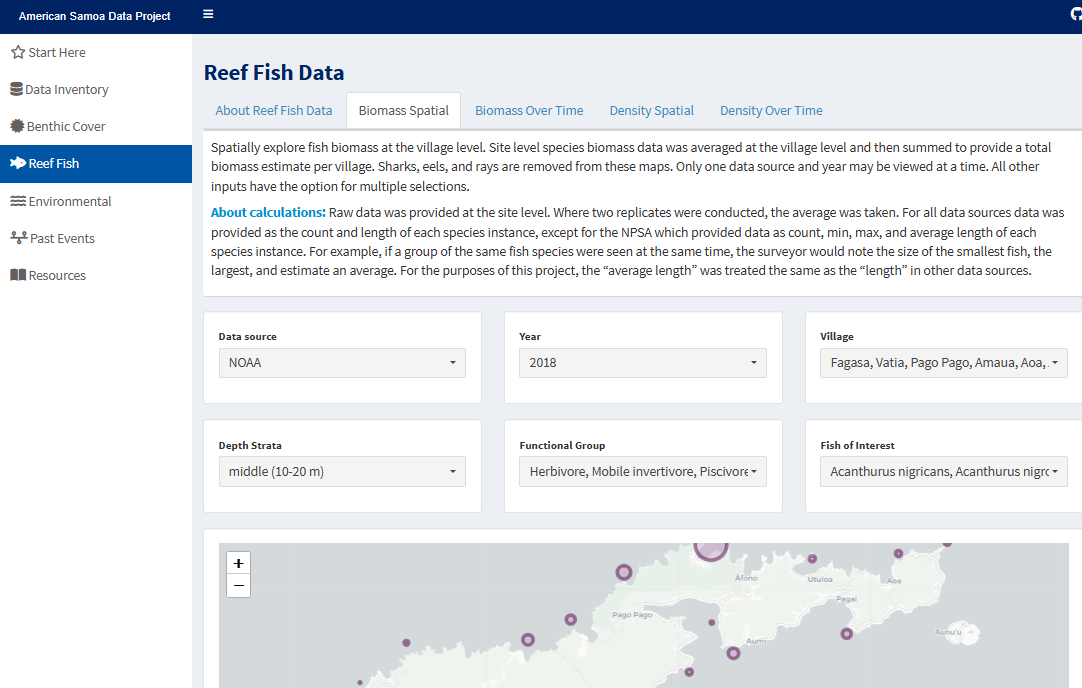 American Samoa Data Project
Start Here
Data Inventory
Benthic Cover
Reef Fish
Environmental
Past Events
Resources
Reef Fish Data
About Reef Fish Data
Biomass Spatial
Biomass Over Time
Density Spatial
Density Over Time
Spatially explore fish biomass at the village level. Site level species biomass data was averaged at the village level and then summed to provide a total
biomass estimate per village. Sharks, eels, and rays are removed from these maps. Only one data source and year may be viewed at a time. All other
inputs have the option for multiple selections.
About calculations: Raw data was provided at the site level. Where two replicates were conducted, the average was taken. For all data sources data was
provided as the count and length of each species instance, except for the NPSA which provided data as count, min, max, and average length of each
species instance. For example, if a group of the same fish species were seen at the same time, the surveyor would note the size of the smallest fish, the
largest, and estimate an average. For the purposes of this project, the “average length” was treated the same as the “length” in other data sources.
Data source
NOAA
Year
2018
Village
Fagasa, Vatia, Pago Pago, Amaua, Aoa,
Depth Strata
middle (10-20 m)
Functional Group
Herbivore, Mobile invertivore, Piscivore
Fish of Interest
Acanthurus nigricans, Acanthurus nigro
+
−
Áfono
Utuloa
Aoa
Pagai
Pago Pago
Aumi
Aunu'u